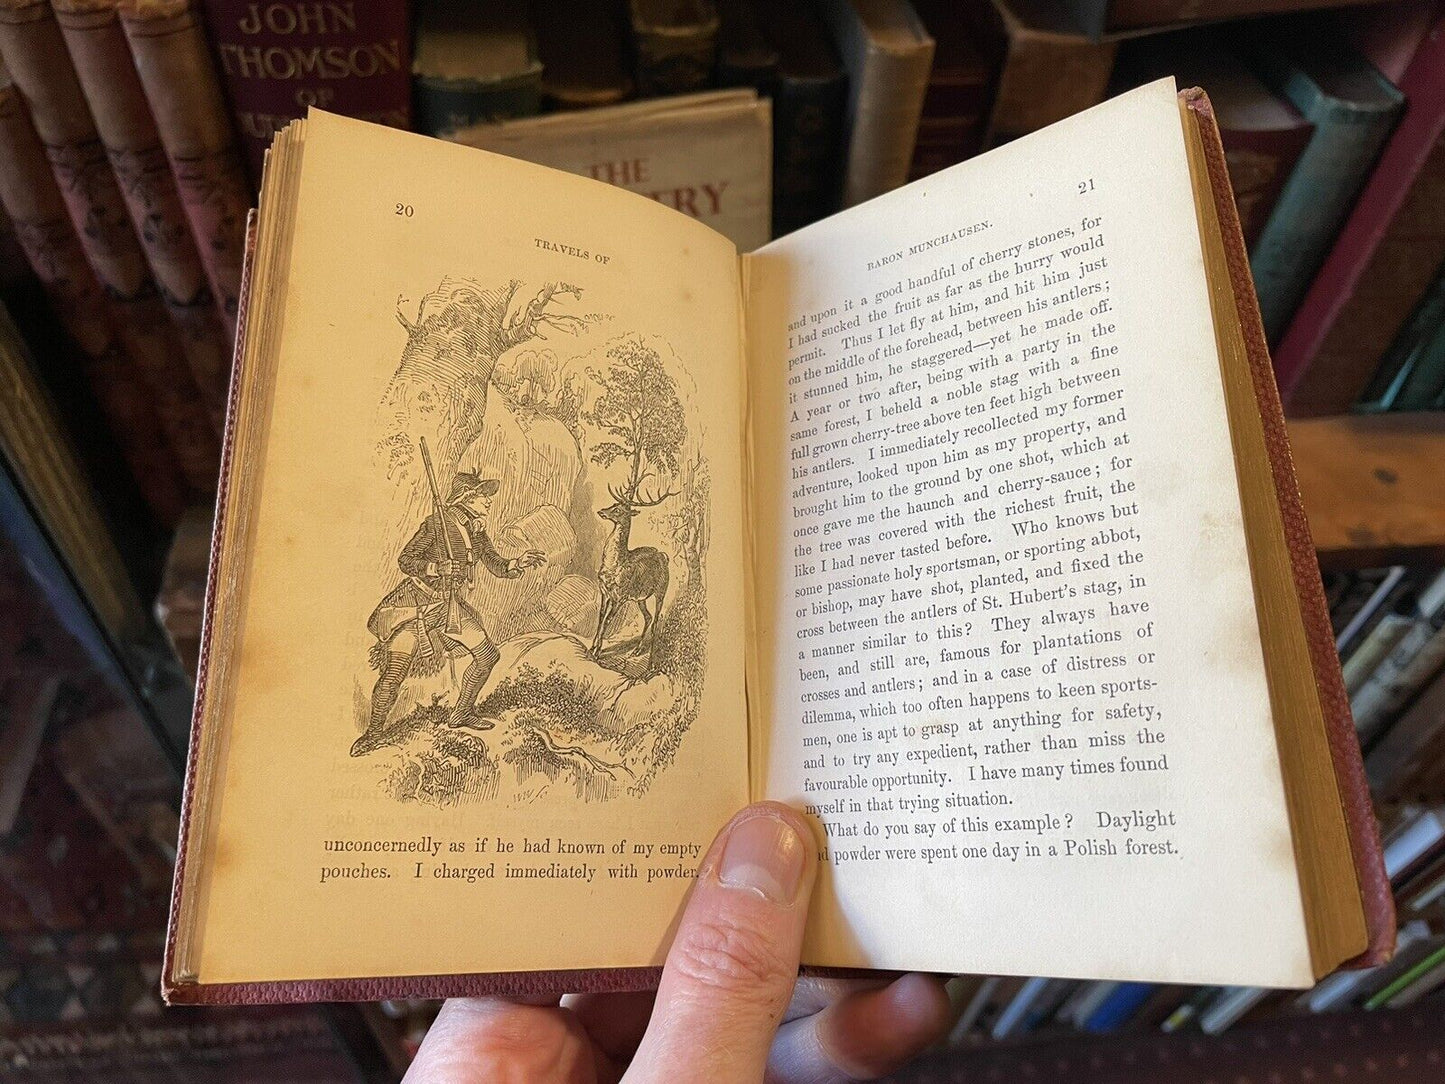 JOHN
THOMSON
OF
THE
20
TRAVELS OF
unconcernedly as if he had known of my empty
pouches. I charged immediately with powder,
21
BARON MUNCHAUSEN.
and upon it a good handful of cherry stones, for
I had sucked the fruit as far as the hurry would
permit. Thus I let fly at him, and hit him just
on the middle of the forehead, between his antlers;
it stunned him, he staggered—yet he made off.
A year or two after, being with a party in the
same forest, I beheld a noble stag with a fine
full grown cherry-tree above ten feet high between
his antlers. I immediately recollected my former
adventure, looked upon him as my property, and
brought him to the ground by one shot, which at
once gave me the haunch and cherry-sauce; for
the tree was covered with the richest fruit, the
like I had never tasted before. Who knows but
some passionate holy sportsman, or sporting abbot,
or bishop, may have shot, planted, and fixed the
cross between the antlers of St. Hubert's stag, in
a manner similar to this? They always have
been, and still are, famous for plantations of
crosses and antlers; and in a case of distress or
dilemma, which too often happens to keen sports-
men, one is apt to grasp at anything for safety,
and to try any expedient, rather than miss the
favourable opportunity. I have many times found
myself in that trying situation.
What do you say of this example? Daylight
powder were spent one day in a Polish forest.